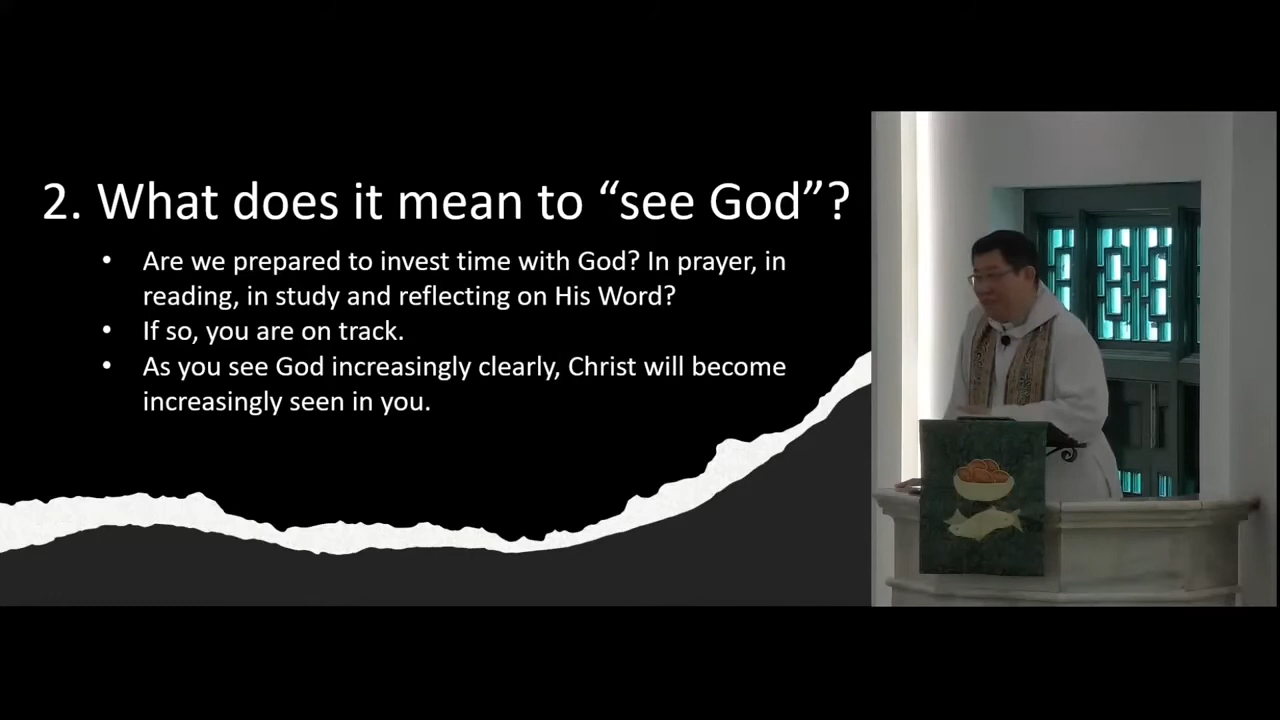 2. What does it mean to “see God”?
• Are we prepared to invest time with God? In prayer, in
reading, in study and reflecting on His Word?
• If so, you are on track.
• As you see God increasingly clearly, Christ will become
increasingly seen in you.